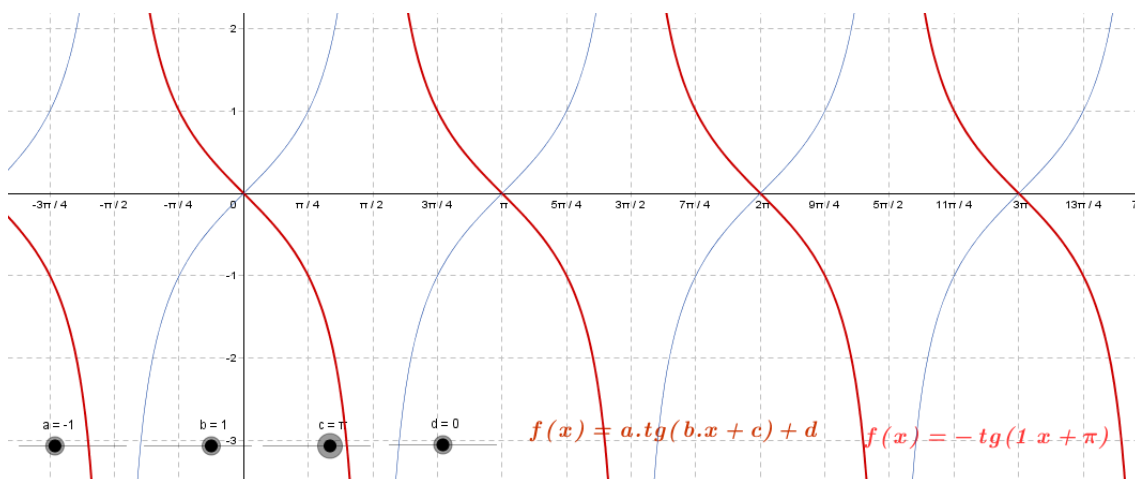 2
1
-3π / 4 -π / 2 -π / 4 0 π / 4 π / 2 3π / 4 π 5π / 4 3π / 2 7π / 4 2π 9π / 4 5π / 2 11π / 4 3π 13π / 4 7
-1
-2
-3
a = -1 b = 1 c = π d = 0
f(x) = a.tg(b.x + c) + d
f(x) = − tg(1 x + π)